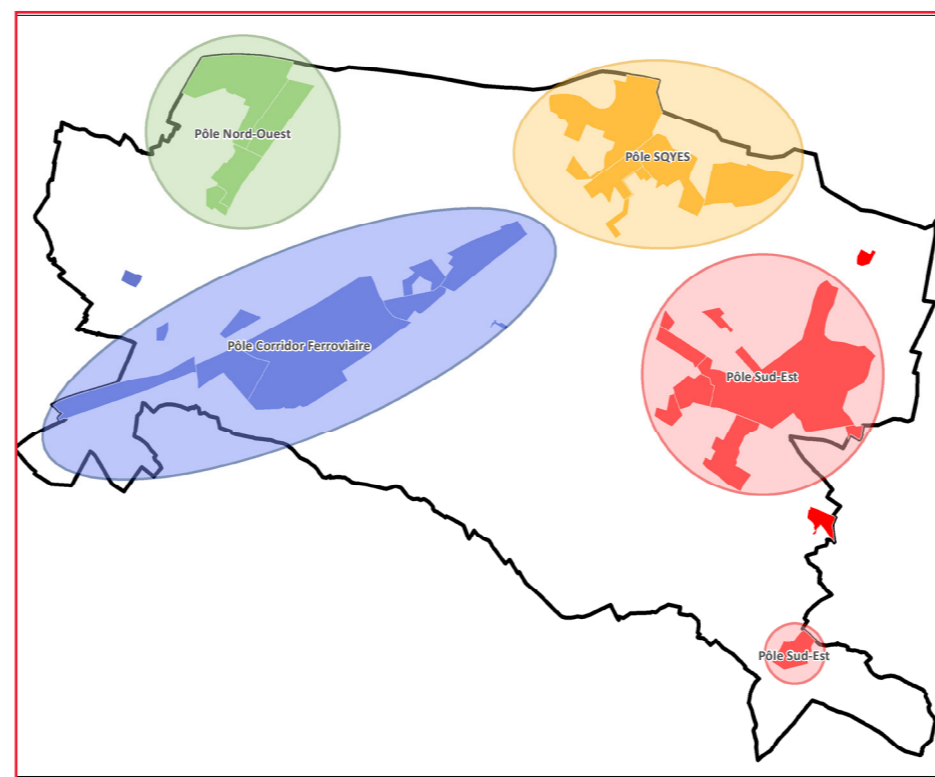 Pôle Nord-Ouest
Pôle SQYES
Pôle Corridor Ferroviaire
Pôle Sud-Est
Pôle Sud-Est